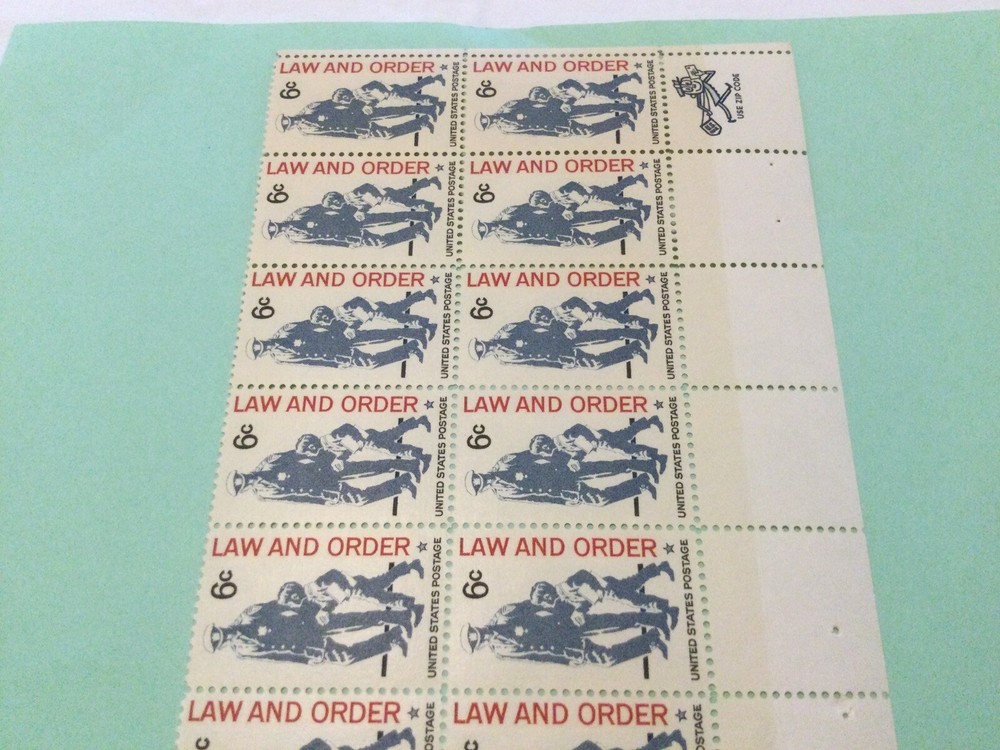 LAW AND ORDER
6c
UNITED STATES POSTAGE
LAW AND ORDER
6c
UNITED STATES POSTAGE
USE ZIP CODE
LAW AND ORDER
6c
UNITED STATES POSTAGE
LAW AND ORDER
6c
UNITED STATES POSTAGE
LAW AND ORDER
6c
UNITED STATES POSTAGE
LAW AND ORDER
6c
UNITED STATES POSTAGE
LAW AND ORDER
6c
UNITED STATES POSTAGE
LAW AND ORDER
6c
UNITED STATES POSTAGE
LAW AND ORDER
6c
UNITED STATES POSTAGE
LAW AND ORDER
6c
UNITED STATES POSTAGE
LAW AND ORDER
c
LAW AND ORDER
c